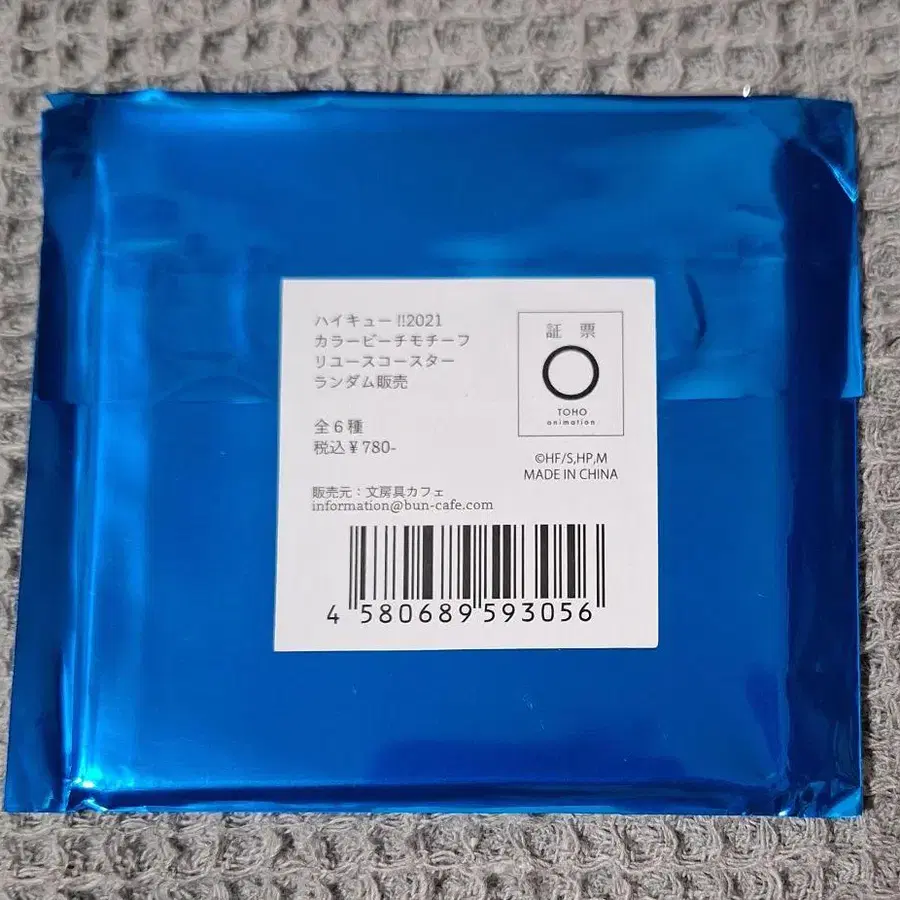 ハイキュー!!2021
カラービーチモチーフ
リユースコースター
ランダム販売
全6種
税込¥780-
販売元：文房具カフェ
information@bun-cafe.com
証 票
TOHO
animation
©HF/S,HP,M
MADE IN CHINA
4 580689 593056